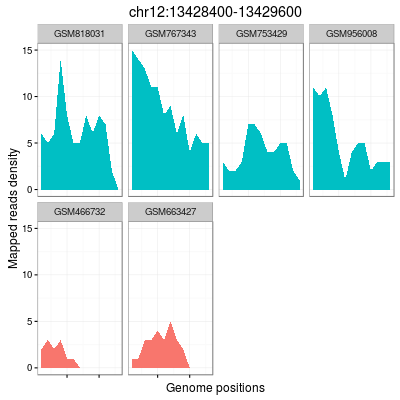 chr12:13428400-13429600
GSM818031 GSM767343 GSM753429 GSM956008
15
10
5
0
GSM466732 GSM663427
15
10
5
0
Mapped reads density
Genome positions